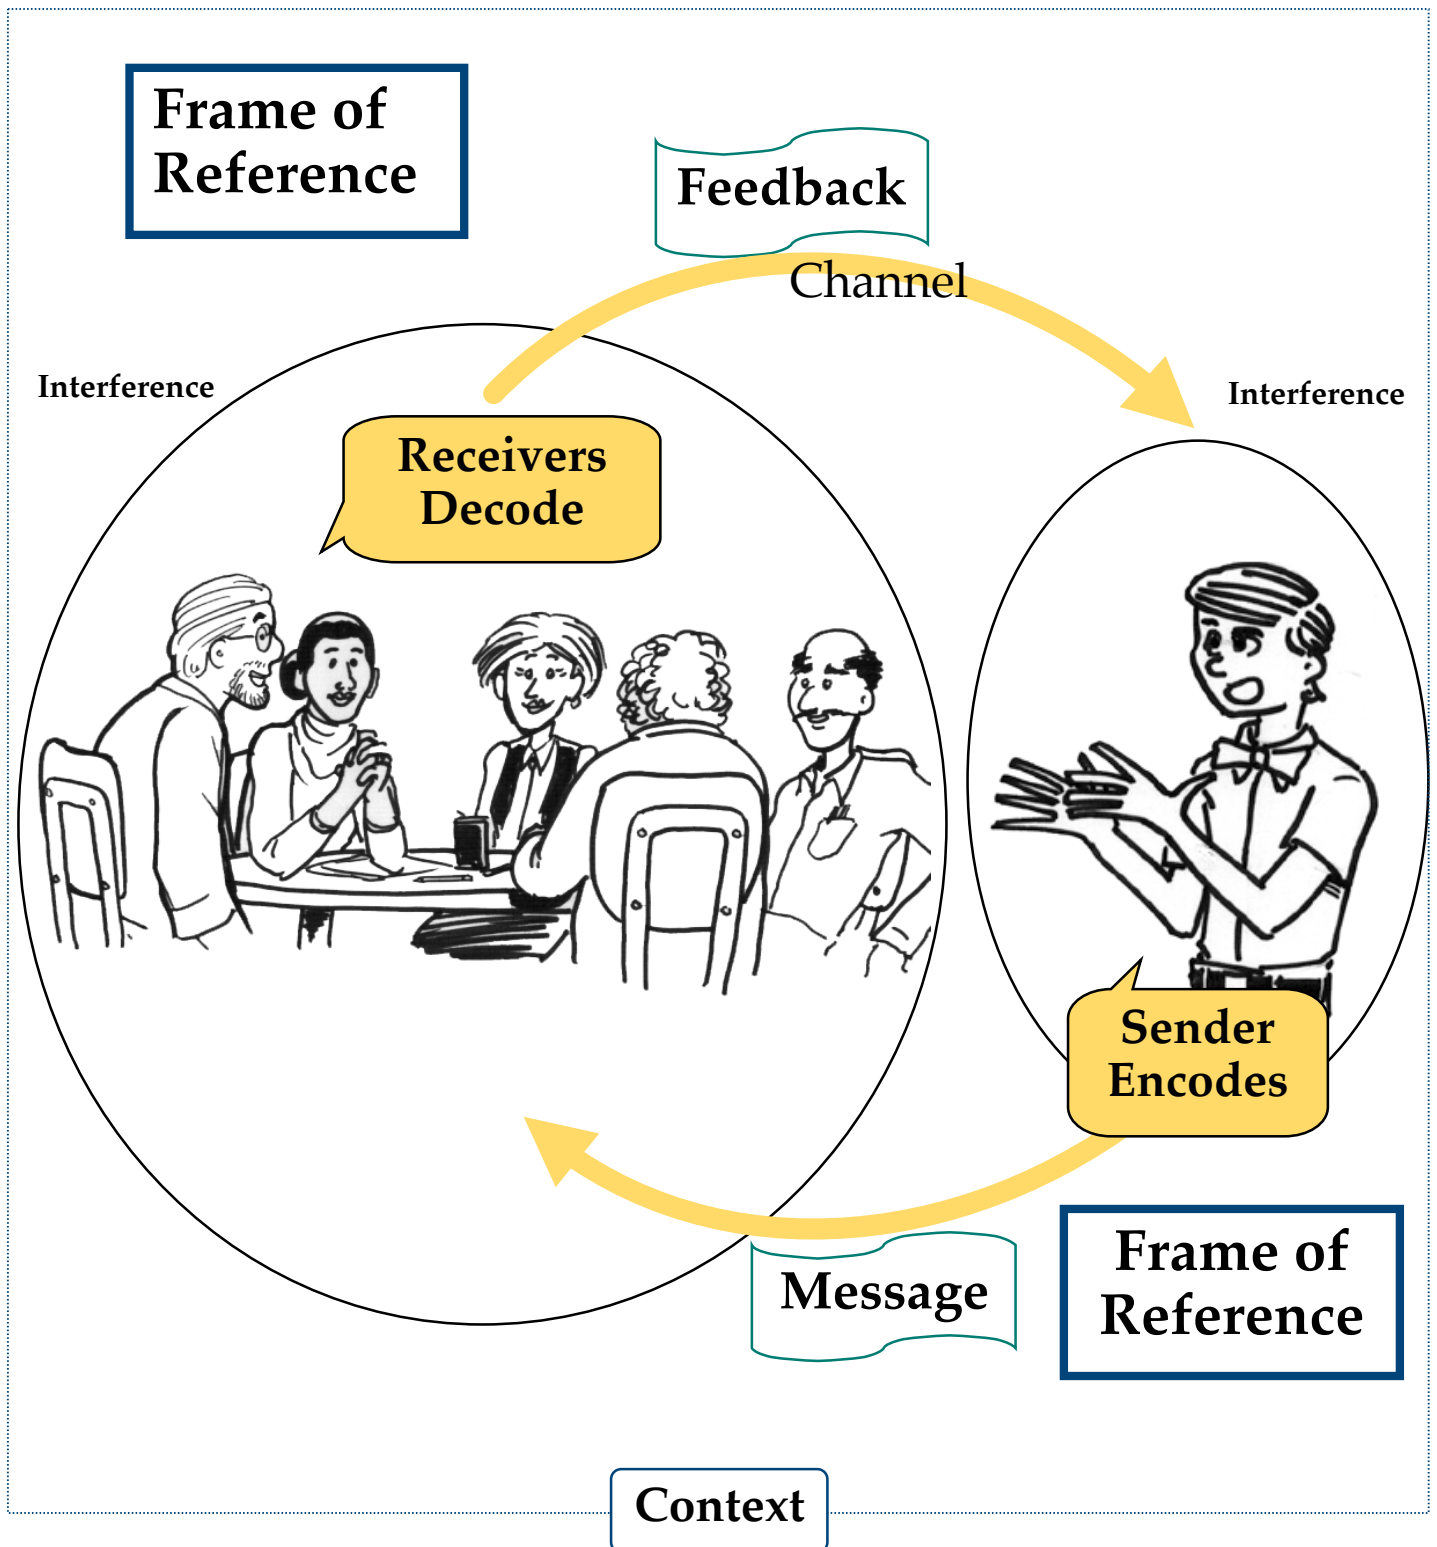 Frame of
Reference
Feedback
Channel
Interference
Interference
Receivers
Decode
Sender
Encodes
Message
Frame of
Reference
Context